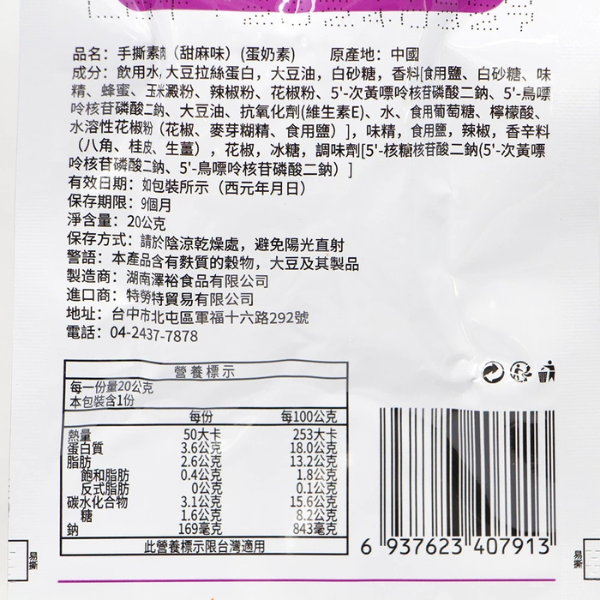 品名：手撕素肉（甜麻味）(蛋奶素) 原產地：中國
成分：飲用水, 大豆拉絲蛋白，大豆油，白砂糖，香料[食用鹽、白砂糖、味
精、蜂蜜、玉米澱粉、辣椒粉、花椒粉、5'-次黃嘌呤核苷磷酸二鈉、5'-鳥嘌
呤核苷磷酸二鈉、大豆油、抗氧化劑(維生素E)、水、食用葡萄糖、檸檬酸、
水溶性花椒粉（花椒、麥芽糊精、食用鹽）]，味精，食用鹽，辣椒，香辛料
（八角、桂皮、生薑），花椒，冰糖，調味劑[5'-核糖核苷酸二鈉(5'-次黃嘌
呤核苷磷酸二鈉、5'-鳥嘌呤核苷磷酸二鈉）]
有效日期：如包裝所示（西元年月日）
保存期限：9個月
淨含量：20公克
保存方式：請於陰涼乾燥處，避免陽光直射
警語：本產品含有麩質的穀物，大豆及其製品
製造商：湖南澤裕食品有限公司
進口商：特勞特貿易有限公司
地址：台中市北屯區軍福十六路292號
電話：04-2437-7878
營養標示
每一份量20公克
本包裝含1份
每份 每100公克
熱量 50大卡 253大卡
蛋白質 3.6公克 18.0公克
脂肪 2.6公克 13.2公克
飽和脂肪 0.4公克 1.8公克
反式脂肪 0公克 0.1公克
碳水化合物 3.1公克 15.6公克
糖 1.6公克 8.2公克
鈉 169毫克 843毫克
此營養標示限台灣適用
6 937623 407913
易撕
易撕